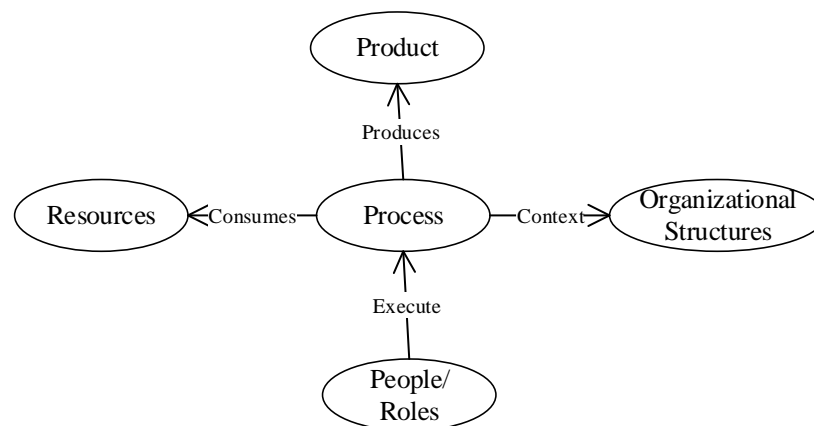 Product
Produces
Resources
Consumes
Process
Context
Organizational
Structures
Execute
People/
Roles